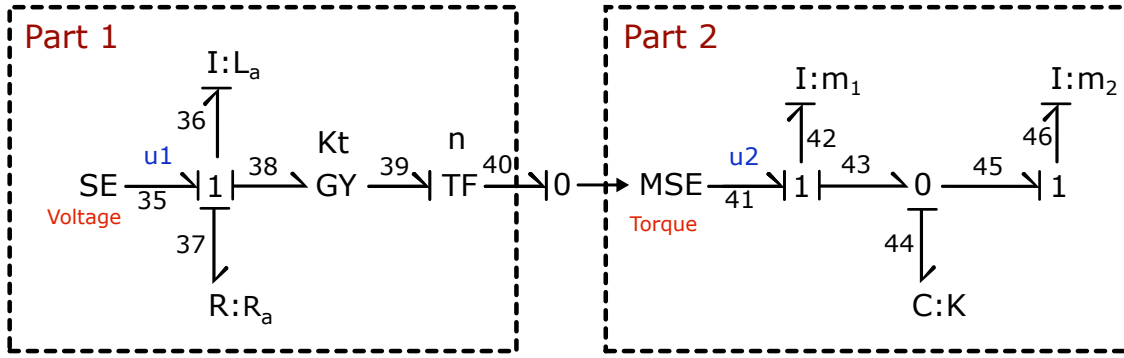 Part 1
I:Lₐ
36
Kt
n
u1
38
39
40
SE
1
GY
TF
0
35
Voltage
37
R:Rₐ
Part 2
I:m₁
I:m₂
42
46
u2
43
45
MSE
1
0
1
41
Torque
44
C:K